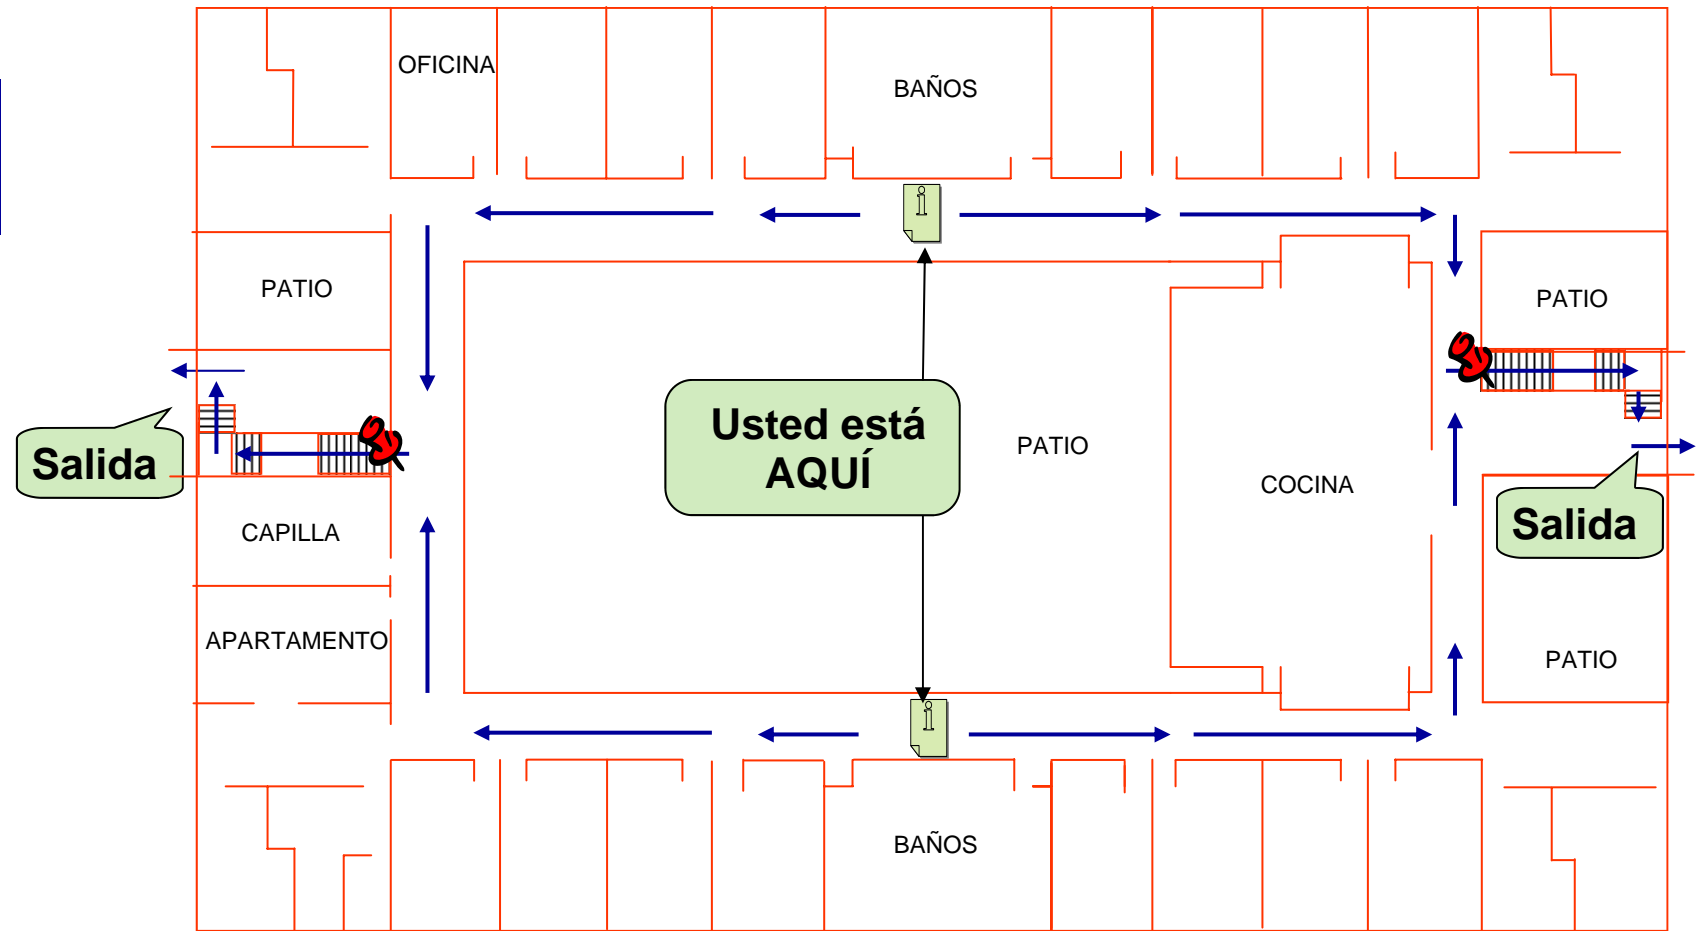 OFICINA
BAÑOS
i
PATIO
PATIO
Usted está
AQUÍ
PATIO
Salida
COCINA
Salida
CAPILLA
APARTAMENTO
PATIO
i
BAÑOS